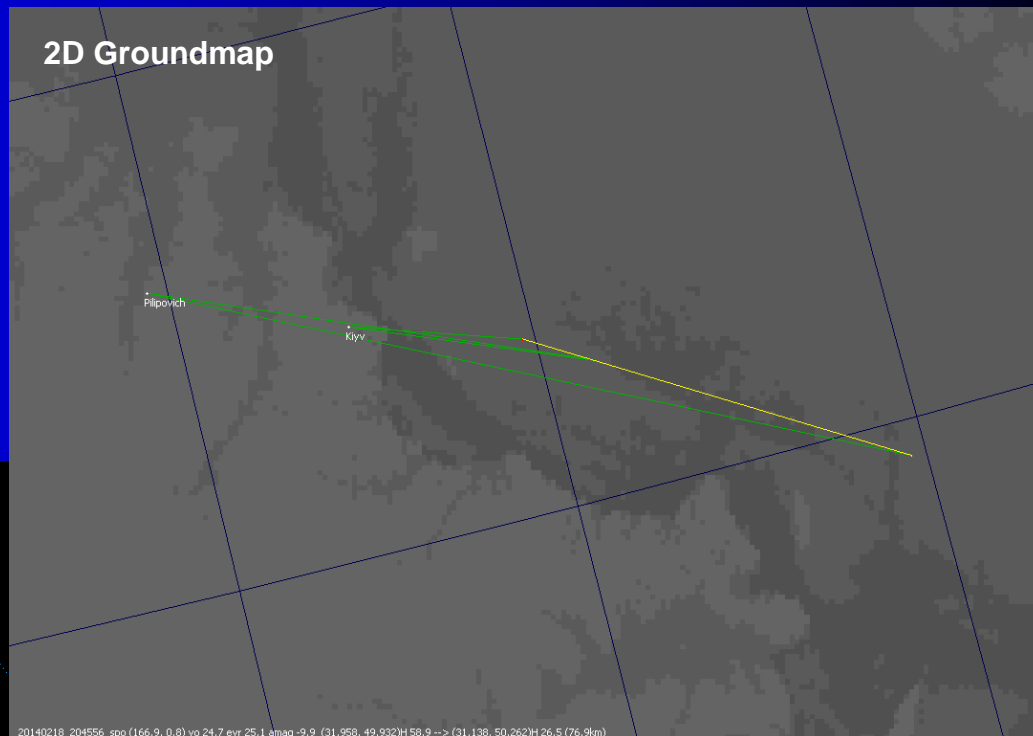 2D Groundmap
Pilipovich
Kiyv
20140218_204556 spo (166.9, 0.8) vo 24.7 evr 25.1 amag -9.9 (31.958, 49.932)H 58.9 --> (31.138, 50.262)H 26.5 (76.9km)